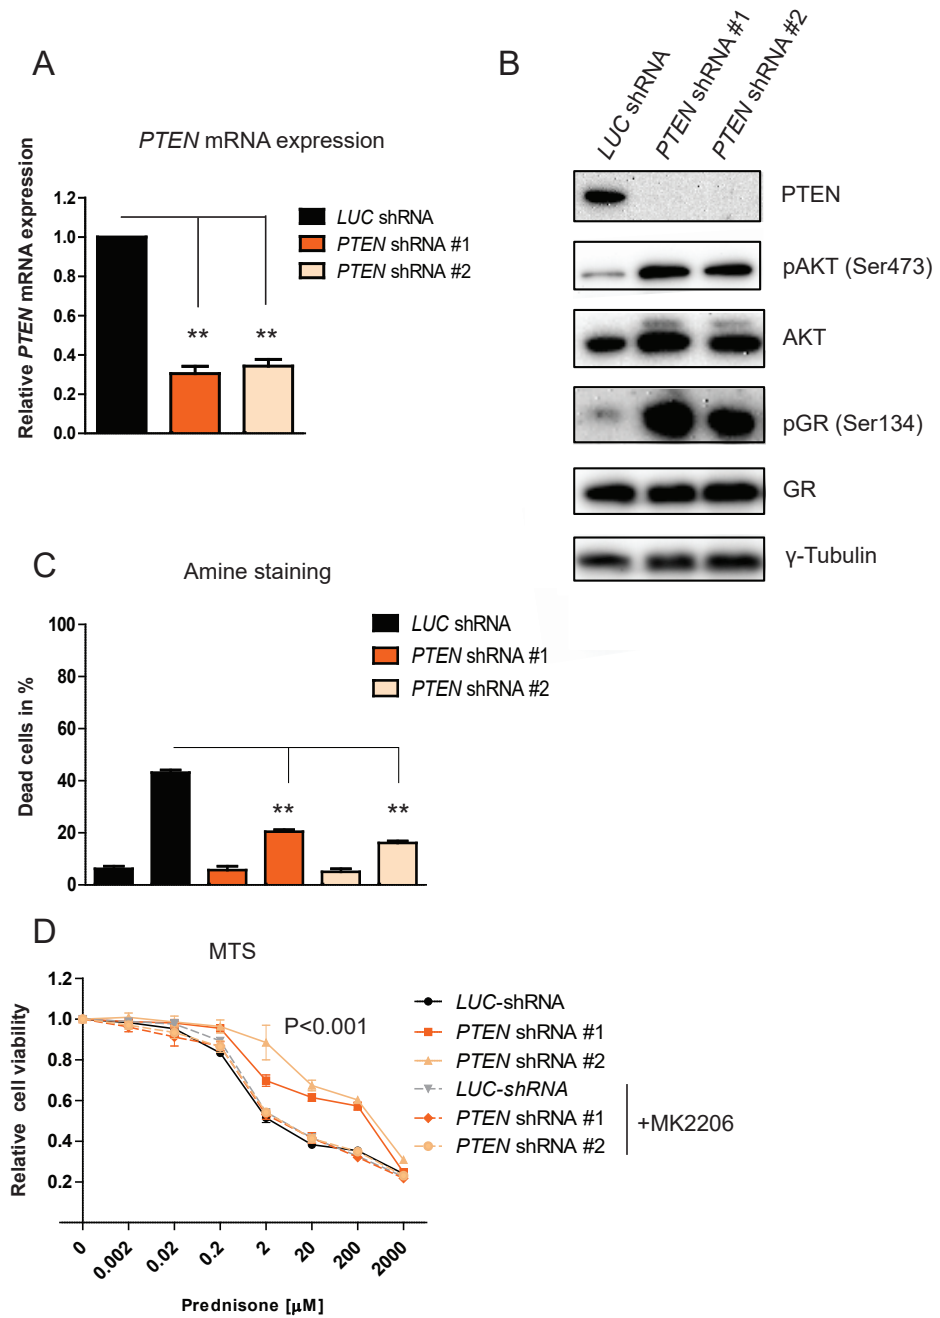 A
PTEN mRNA expression
Relative PTEN mRNA expression
1.2
1.0
0.8
0.6
0.4
0.2
0.0
** **
LUC shRNA
PTEN shRNA #1
PTEN shRNA #2
B
LUC shRNA
PTEN shRNA #1
PTEN shRNA #2
PTEN
pAKT (Ser473)
AKT
pGR (Ser134)
GR
γ-Tubulin
C
Amine staining
Dead cells in %
100
80
60
40
20
0
** **
LUC shRNA
PTEN shRNA #1
PTEN shRNA #2
D
MTS
Relative cell viability
1.2
1.0
0.8
0.6
0.4
0.2
P<0.001
0 0.002 0.02 0.2 2 20 200 2000
Prednisone [μM]
LUC-shRNA
PTEN shRNA #1
PTEN shRNA #2
LUC-shRNA
PTEN shRNA #1
PTEN shRNA #2
+MK2206